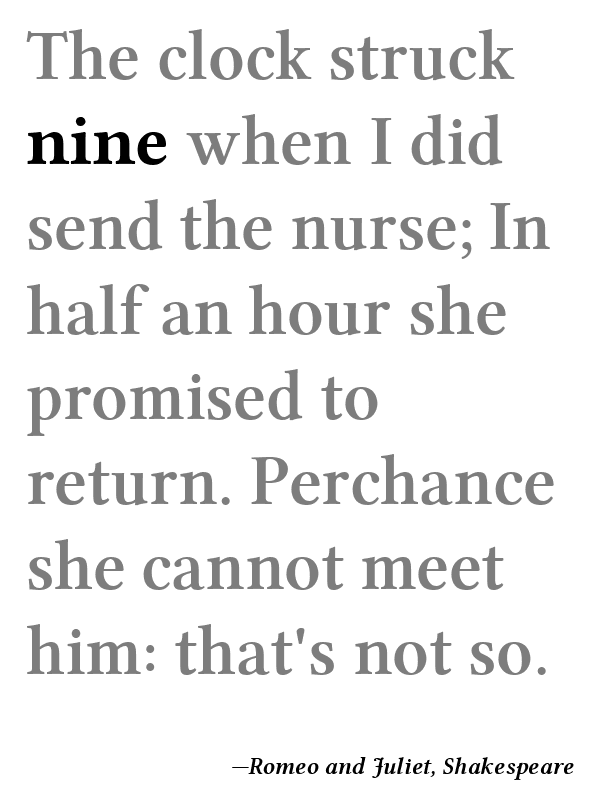 The clock struck
nine when I did
send the nurse; In
half an hour she
promised to
return. Perchance
she cannot meet
him: that's not so.
—Romeo and Juliet, Shakespeare